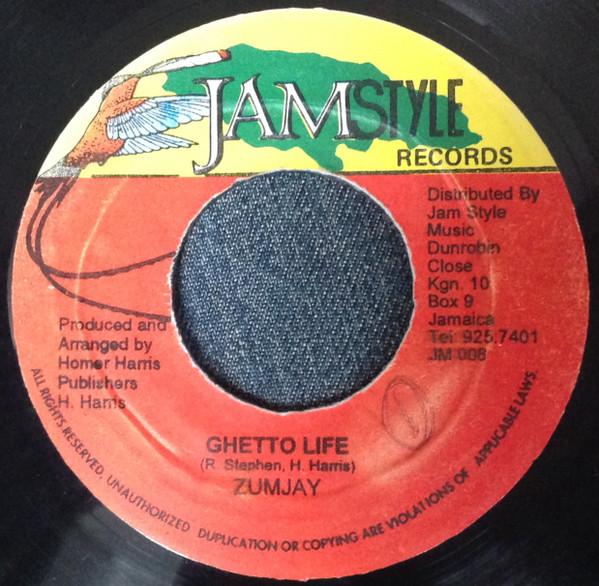 JAMSTYLE
RECORDS
Distributed By
Jam Style
Music
Dunrobin
Close
Kgn. 10
Box 9
Jamaica
Tel: 925.7401
JM 008
Produced and
Arranged by
Homer Harris
Publishers
H. Harris
GHETTO LIFE
(R. Stephen, H. Harris)
ZUMJAY
ALL RIGHTS RESERVED. UNAUTHORIZED DUPLICATION OR COPYING ARE VIOLATIONS OF APPLICABLE LAWS.